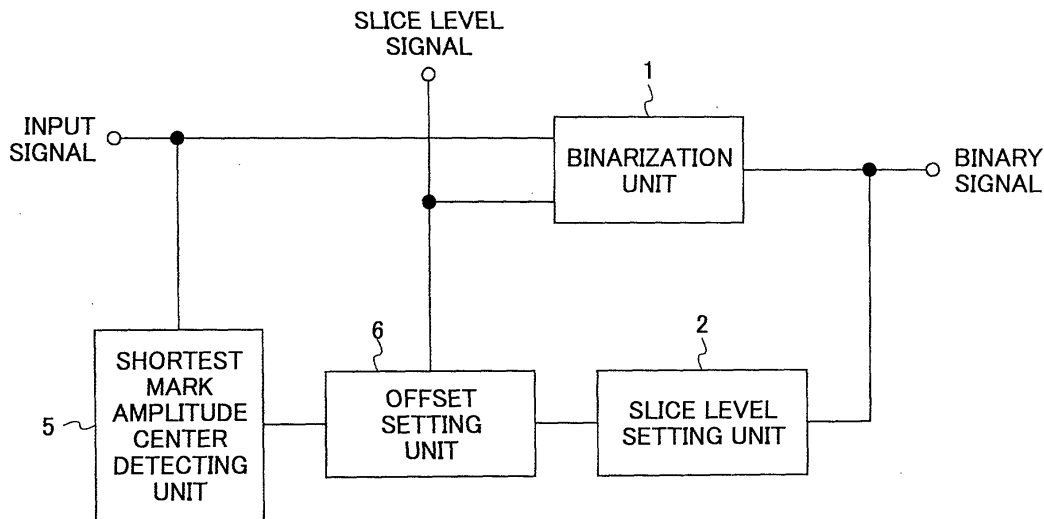 SLICE LEVEL
SIGNAL
1
INPUT
SIGNAL
BINARIZATION
UNIT
BINARY
SIGNAL
6
2
SHORTEST
MARK
AMPLITUDE
CENTER
DETECTING
UNIT
5
OFFSET
SETTING
UNIT
SLICE LEVEL
SETTING UNIT